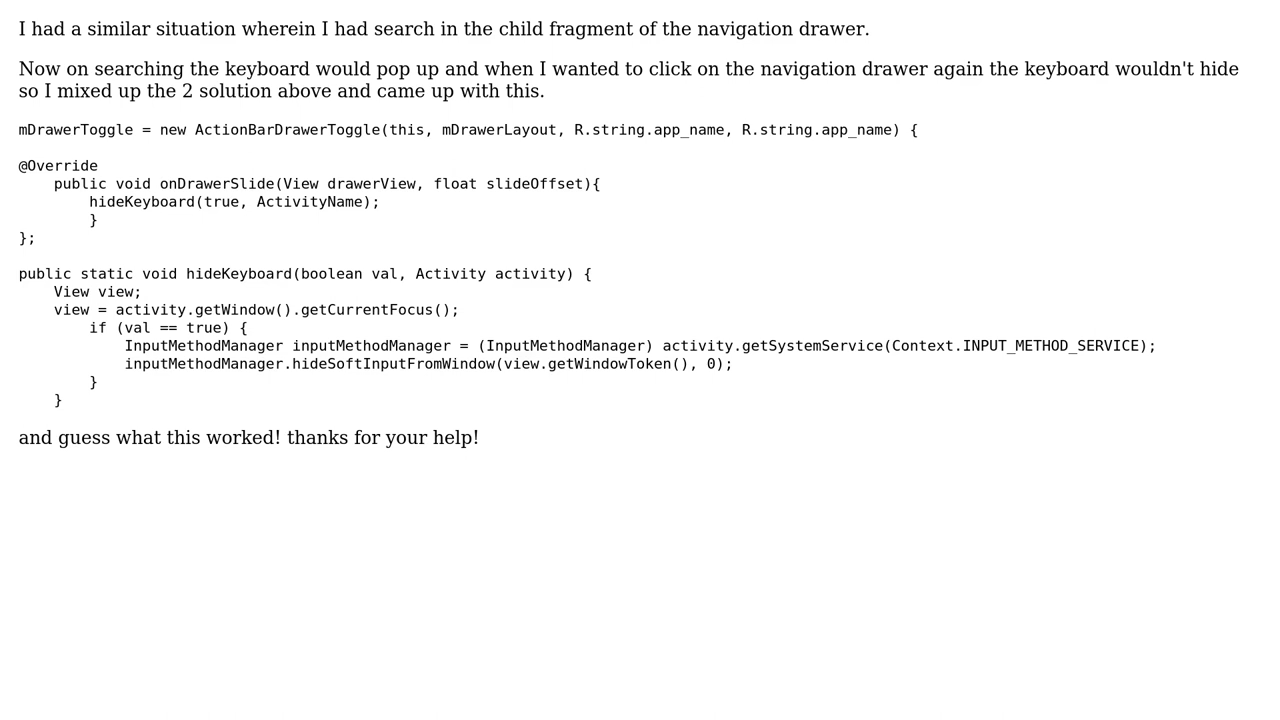 I had a similar situation wherein I had search in the child fragment of the navigation drawer.
Now on searching the keyboard would pop up and when I wanted to click on the navigation drawer again the keyboard wouldn't hide
so I mixed up the 2 solution above and came up with this.
mDrawerToggle = new ActionBarDrawerToggle(this, mDrawerLayout, R.string.app_name, R.string.app_name) {
@Override
    public void onDrawerSlide(View drawerView, float slideOffset){
        hideKeyboard(true, ActivityName);
        }
};
public static void hideKeyboard(boolean val, Activity activity) {
    View view;
    view = activity.getWindow().getCurrentFocus();
        if (val == true) {
            InputMethodManager inputMethodManager = (InputMethodManager) activity.getSystemService(Context.INPUT_METHOD_SERVICE);
            inputMethodManager.hideSoftInputFromWindow(view.getWindowToken(), 0);
        }
    }
and guess what this worked! thanks for your help!